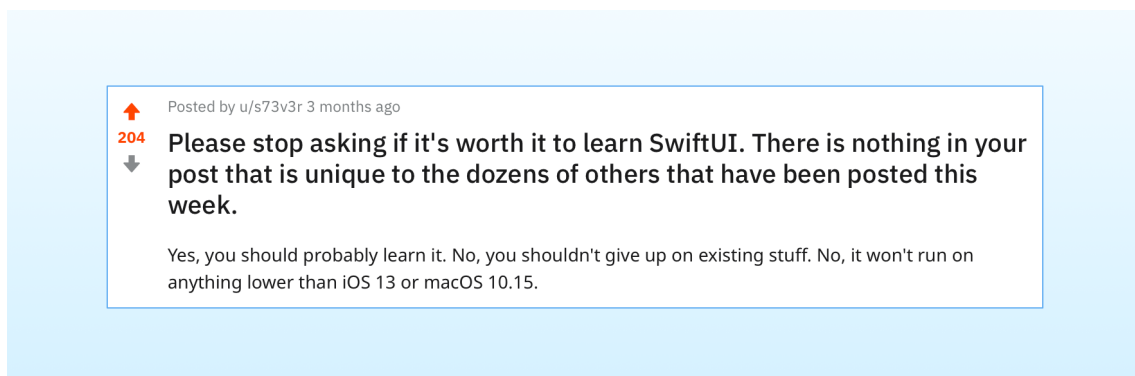 Posted by u/s73v3r 3 months ago
204
Please stop asking if it's worth it to learn SwiftUI. There is nothing in your
post that is unique to the dozens of others that have been posted this
week.
Yes, you should probably learn it. No, you shouldn't give up on existing stuff. No, it won't run on
anything lower than iOS 13 or macOS 10.15.